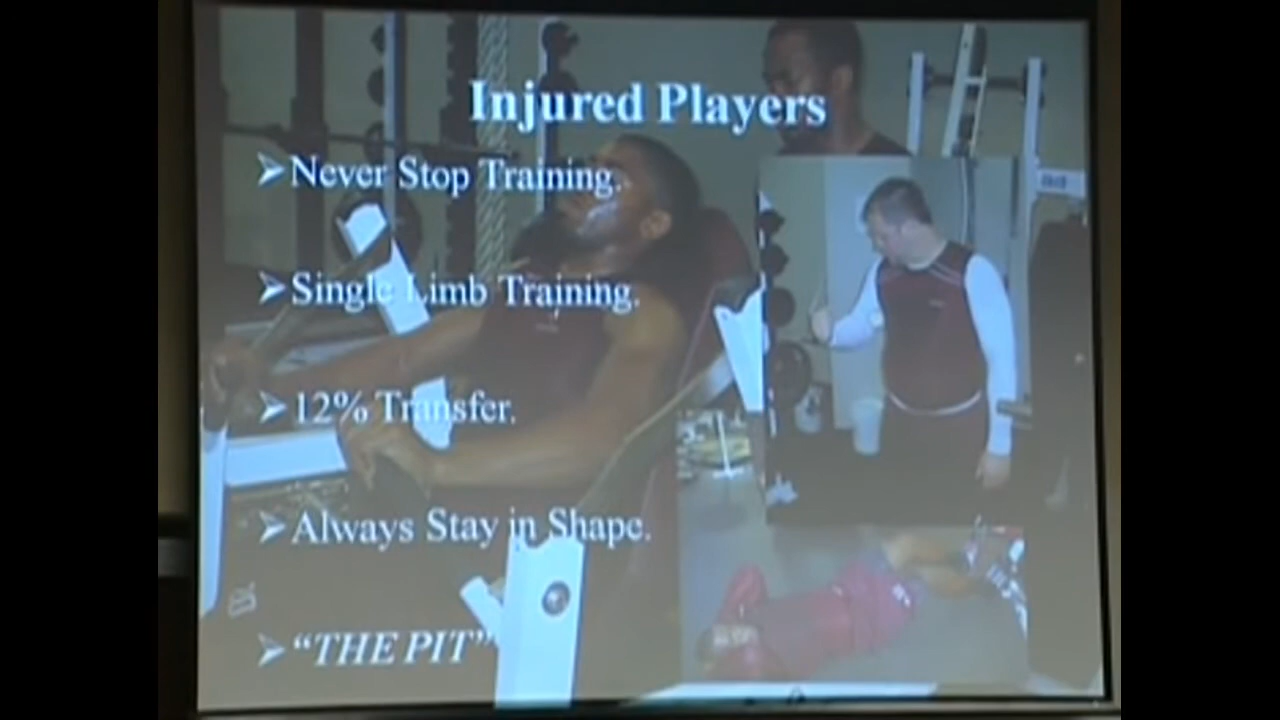 Injured Players
➢Never Stop Training.
➢Single Limb Training.
➢12% Transfer.
➢Always Stay in Shape.
➢“THE PIT”